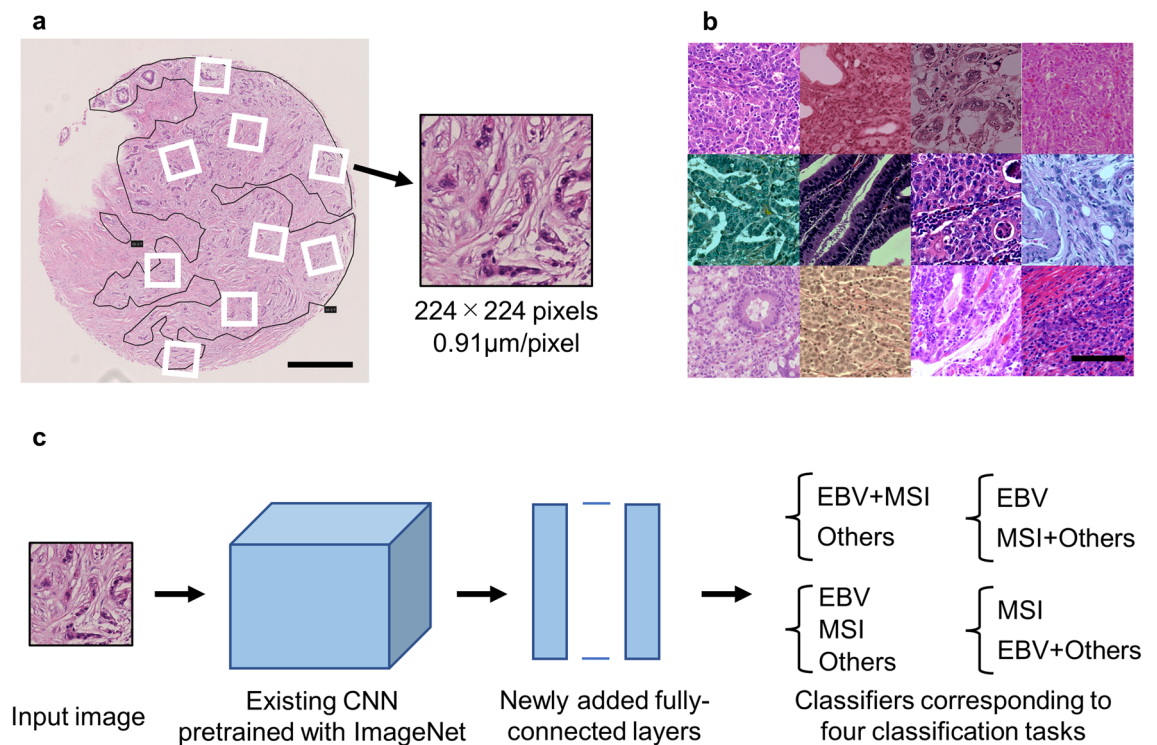 a
b
224 × 224 pixels
0.91μm/pixel
c
EBV+MSI
Others
EBV
MSI+Others
EBV
MSI
Others
MSI
EBV+Others
Input image
Existing CNN
pretrained with ImageNet
Newly added fully-
connected layers
Classifiers corresponding to
four classification tasks